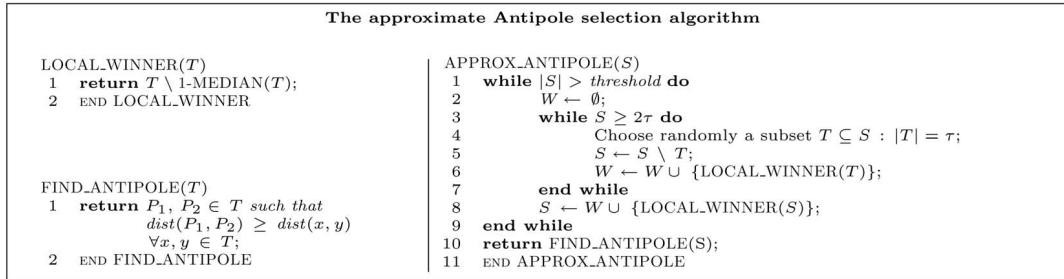 The approximate Antipole selection algorithm
LOCAL_WINNER(T)
1 return T \ 1-MEDIAN(T);
2 END LOCAL_WINNER
FIND_ANTIPOLE(T)
1 return P₁, P₂ ∈ T such that
dist(P₁, P₂) ≥ dist(x, y)
∀x, y ∈ T;
2 END FIND_ANTIPOLE
APPROX_ANTIPOLE(S)
1 while |S| > threshold do
2 W ← ∅;
3 while S ≥ 2τ do
4 Choose randomly a subset T ⊆ S : |T| = τ;
5 S ← S \ T;
6 W ← W ∪ {LOCAL_WINNER(T)};
7 end while
8 S ← W ∪ {LOCAL_WINNER(S)};
9 end while
10 return FIND_ANTIPOLE(S);
11 END APPROX_ANTIPOLE